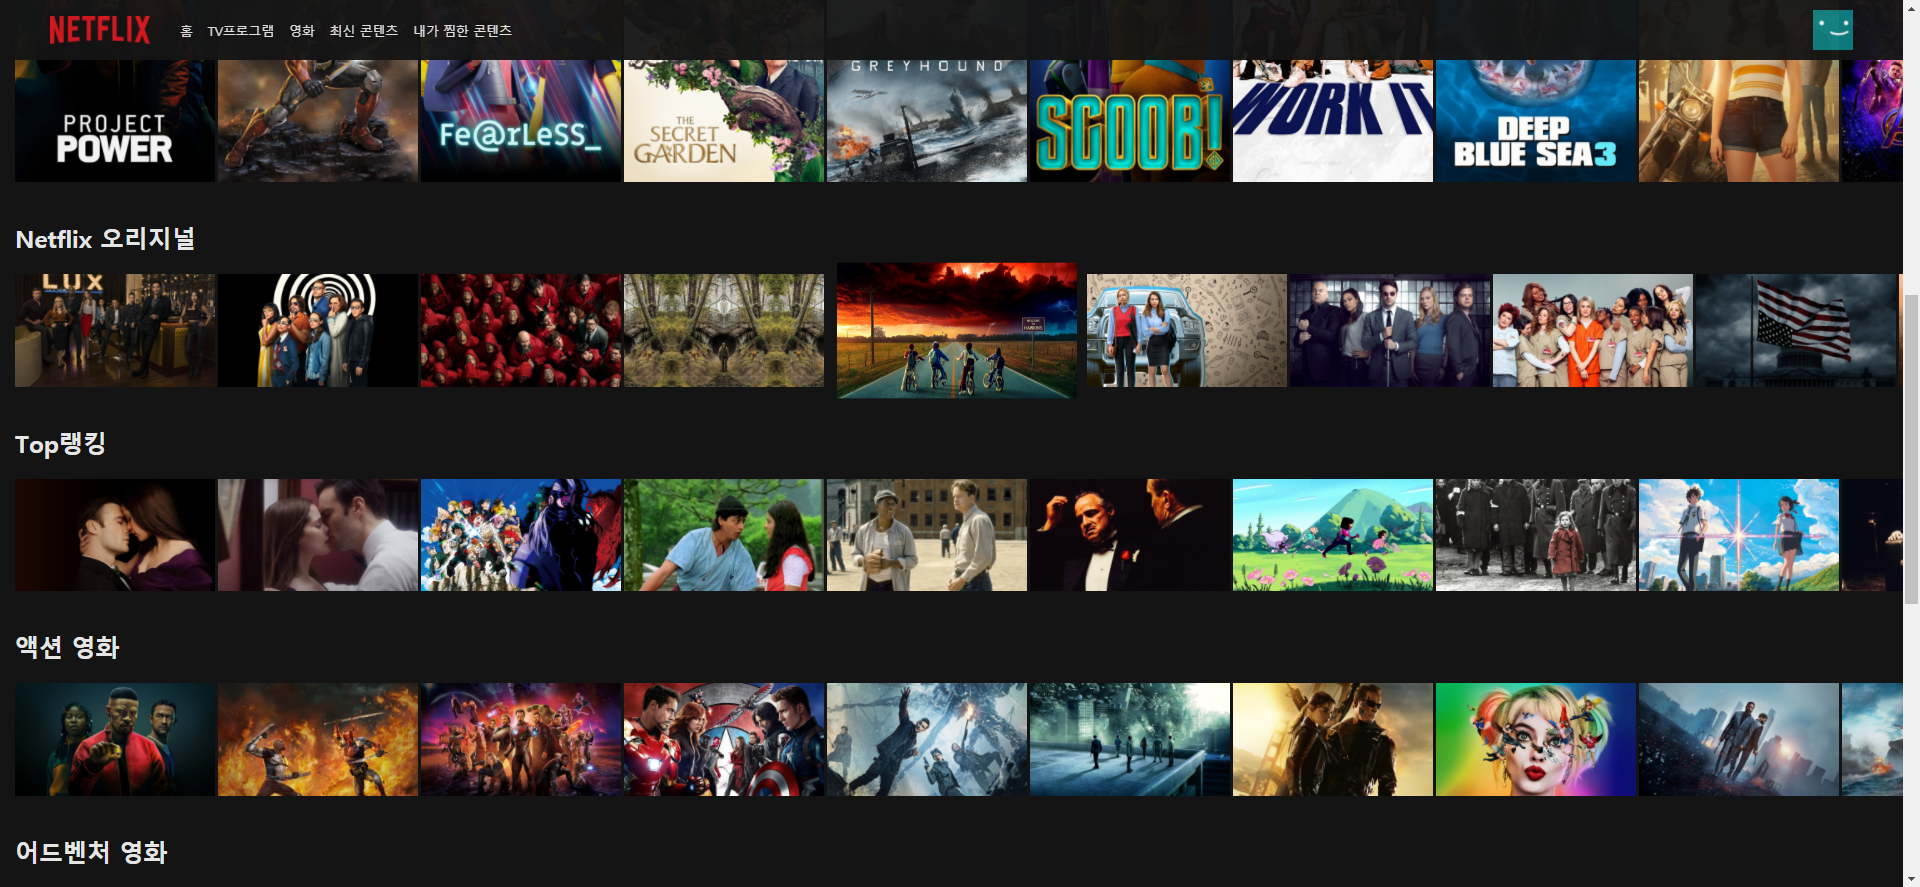 NETFLIX 홈 TV프로그램 영화 최신 콘텐츠 내가 찜한 콘텐츠
PROJECT
POWER
Fe@rLeSS_
THE
SECRET
GARDEN
GREYHOUND
SCOOB!
WORK IT
DEEP
BLUE SEA 3
Netflix 오리지널
LUX
WELCOME TO
HAWKINS
Top랭킹
액션 영화
어드벤처 영화